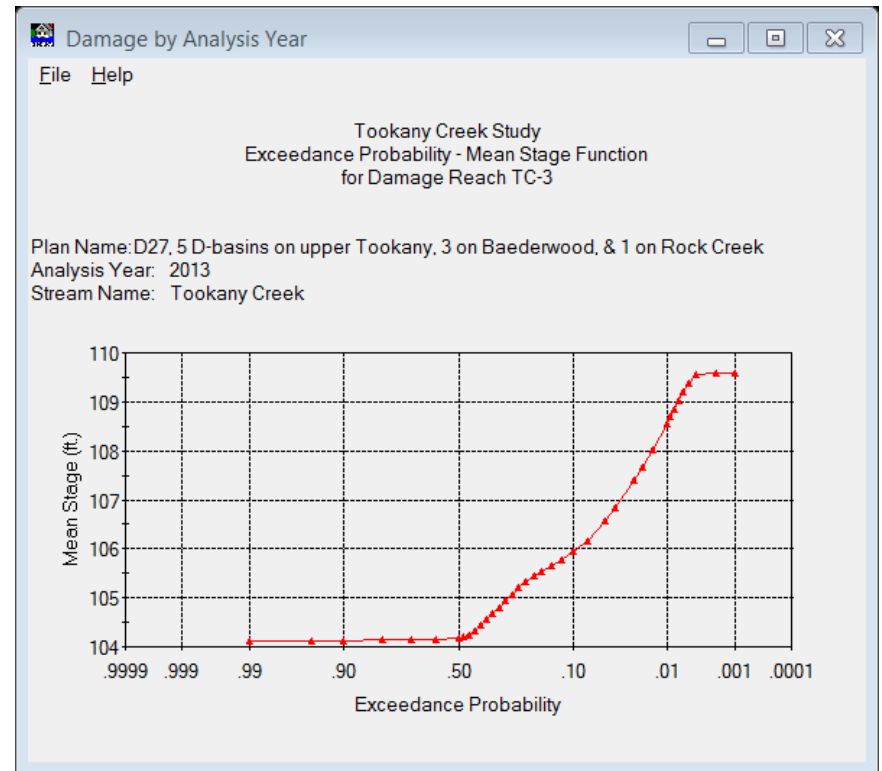 Damage by Analysis Year
File Help
Tookany Creek Study
Exceedance Probability - Mean Stage Function
for Damage Reach TC-3
Plan Name:D27, 5 D-basins on upper Tookany, 3 on Baederwood, & 1 on Rock Creek
Analysis Year: 2013
Stream Name: Tookany Creek
110
109
108
107
106
105
104
Mean Stage (ft.)
.9999 .999 .99 .90 .50 .10 .01 .001 .0001
Exceedance Probability